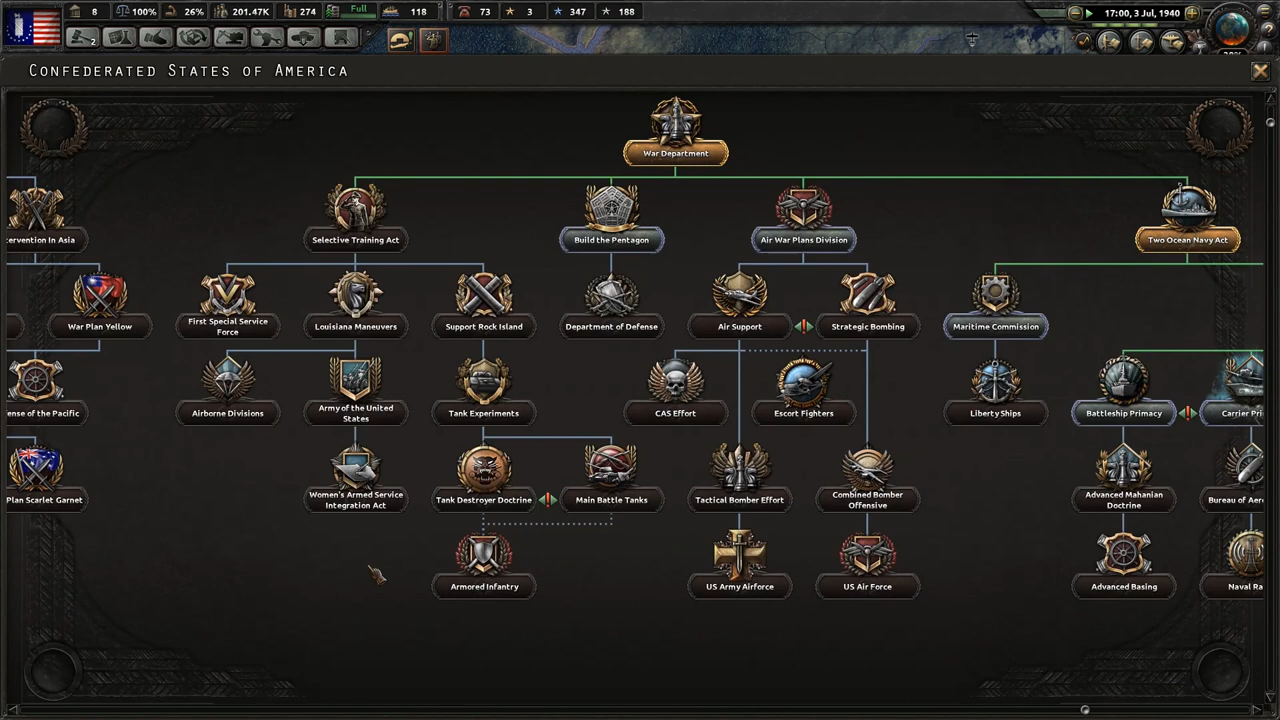 8 100% 26% 201.47K 274 Full 118 73 3 347 188 17:00, 3 Jul, 1940
Confederated States of America
War Department
tervention In Asia
Selective Training Act
Build the Pentagon
Air War Plans Division
Two Ocean Navy Act
War Plan Yellow
First Special Service
Force
Louisiana Maneuvers
Support Rock Island
Department of Defense
Air Support
Strategic Bombing
Maritime Commission
ense of the Pacific
Airborne Divisions
Army of the United
States
Tank Experiments
CAS Effort
Escort Fighters
Liberty Ships
Battleship Primacy
Carrier Pri
Plan Scarlet Garnet
Women's Armed Service
Integration Act
Tank Destroyer Doctrine
Main Battle Tanks
Tactical Bomber Effort
Combined Bomber
Offensive
Advanced Mahanian
Doctrine
Bureau of Aero
Armored Infantry
US Army Airforce
US Air Force
Advanced Basing
Naval Ra